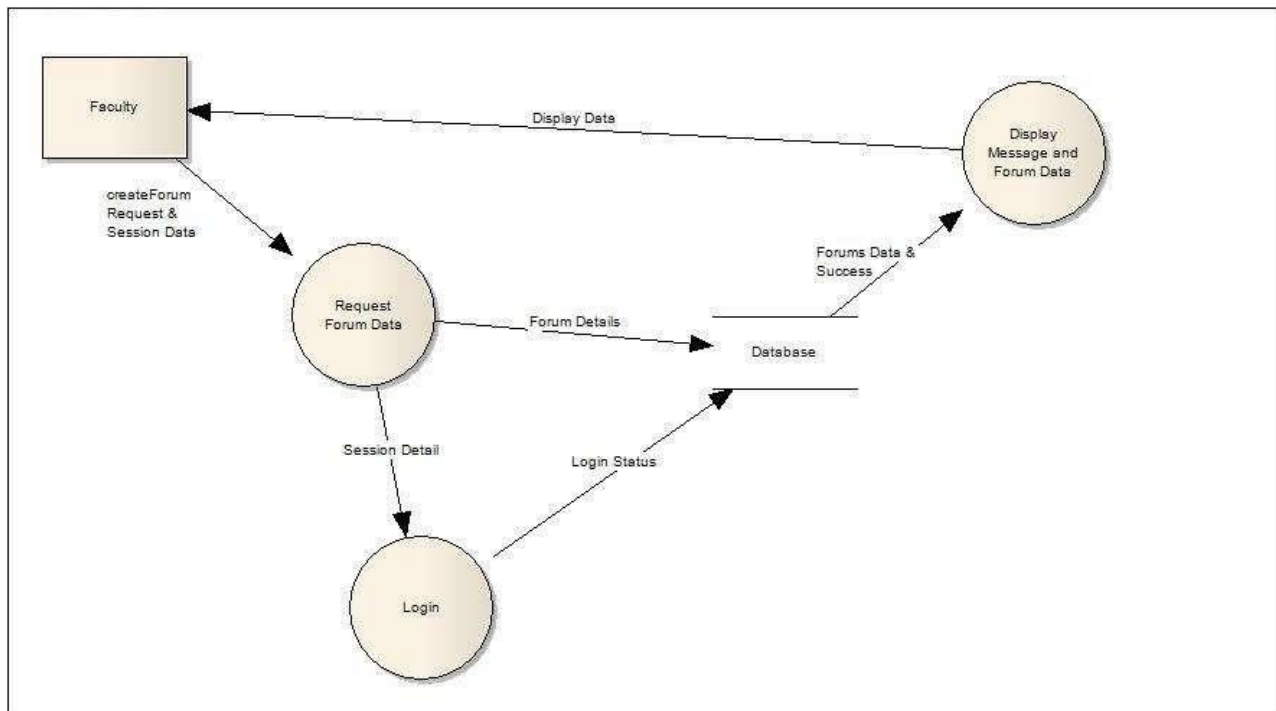 Faculty
Display Data
Display
Message and
Forum Data
createForum
Request &
Session Data
Forums Data &
Success
Request
Forum Data
Forum Details
Database
Session Detail
Login Status
Login